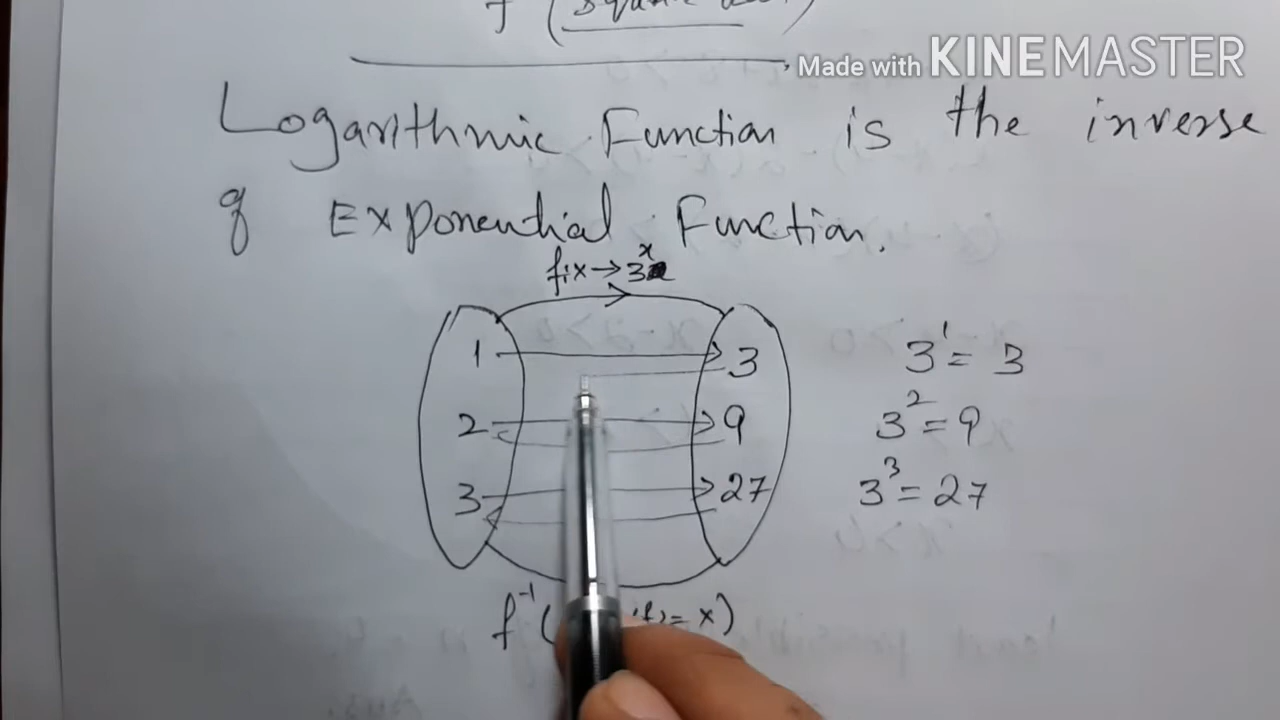 Made with KINEMASTER
Logarithmic Function is the inverse
of Exponential Function.
f:x→3^x
1 3 3^1 = 3
2 9 3^2 = 9
3 27 3^3 = 27
f^-1 ( = x)